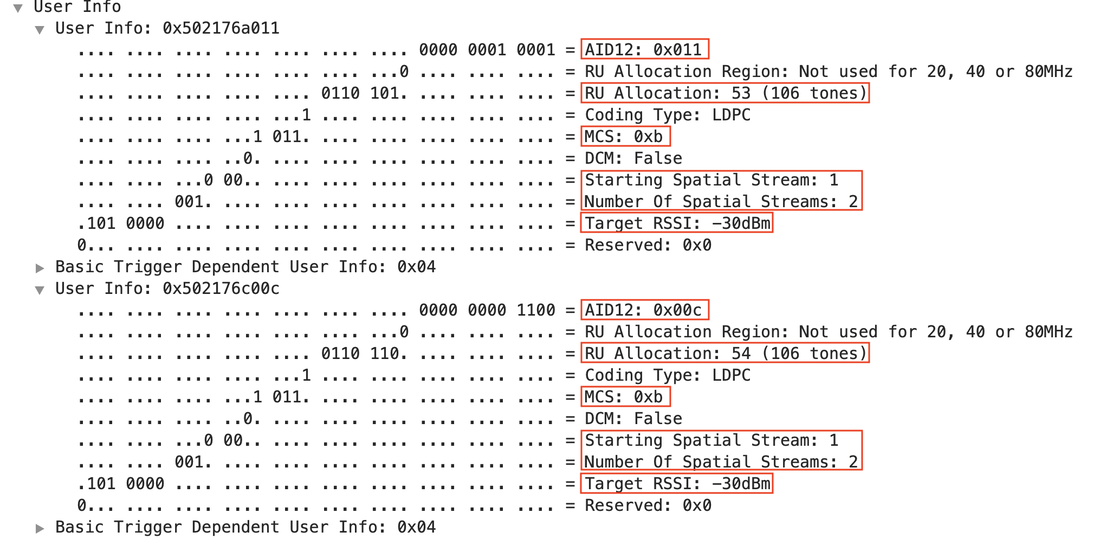 User Info
User Info: 0x502176a011
.... .... .... .... .... .... .... 0000 0001 0001 = AID12: 0x011
.... .... .... .... .... .... ...0 .... .... .... = RU Allocation Region: Not used for 20, 40 or 80MHz
.... .... .... .... .... 0110 101. .... .... .... = RU Allocation: 53 (106 tones)
.... .... .... .... ...1 .... .... .... .... .... = Coding Type: LDPC
.... .... .... ...1 011. .... .... .... .... .... = MCS: 0xb
.... .... .... ..0. .... .... .... .... .... .... = DCM: False
.... .... ...0 00.. .... .... .... .... .... .... = Starting Spatial Stream: 1
.... .... 001. .... .... .... .... .... .... .... = Number Of Spatial Streams: 2
.101 0000 .... .... .... .... .... .... .... .... = Target RSSI: -30dBm
0... .... .... .... .... .... .... .... .... .... = Reserved: 0x0
Basic Trigger Dependent User Info: 0x04
User Info: 0x502176c00c
.... .... .... .... .... .... .... 0000 0000 1100 = AID12: 0x00c
.... .... .... .... .... .... ...0 .... .... .... = RU Allocation Region: Not used for 20, 40 or 80MHz
.... .... .... .... .... 0110 110. .... .... .... = RU Allocation: 54 (106 tones)
.... .... .... .... ...1 .... .... .... .... .... = Coding Type: LDPC
.... .... .... ...1 011. .... .... .... .... .... = MCS: 0xb
.... .... .... ..0. .... .... .... .... .... .... = DCM: False
.... .... ...0 00.. .... .... .... .... .... .... = Starting Spatial Stream: 1
.... .... 001. .... .... .... .... .... .... .... = Number Of Spatial Streams: 2
.101 0000 .... .... .... .... .... .... .... .... = Target RSSI: -30dBm
0... .... .... .... .... .... .... .... .... .... = Reserved: 0x0
Basic Trigger Dependent User Info: 0x04